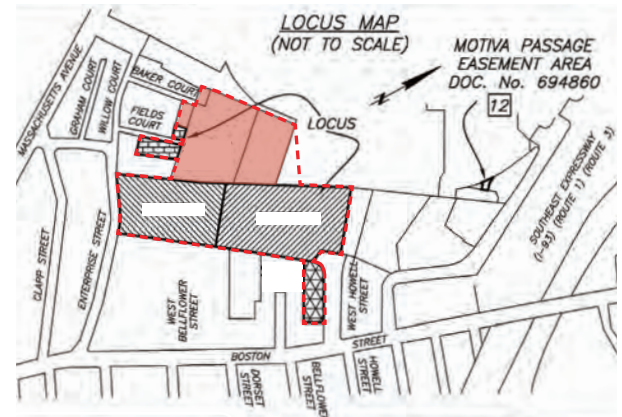 LOCUS MAP
(NOT TO SCALE)
MOTIVA PASSAGE
EASEMENT AREA
DOC. No. 694860
12
MASSACHUSETTS AVENUE
GRAHAM COURT
WILLOW COURT
BAKER COURT
FIELDS
COURT
LOCUS
SOUTHEAST EXPRESSWAY
(I-93) (ROUTE 1) (ROUTE 3)
CLAPP STREET
ENTERPRISE STREET
WEST
BELLFLOWER
STREET
WEST HOWELL
STREET
BOSTON
STREET
DORSET
STREET
BELLFLOWER
STREET
HOWELL
STREET